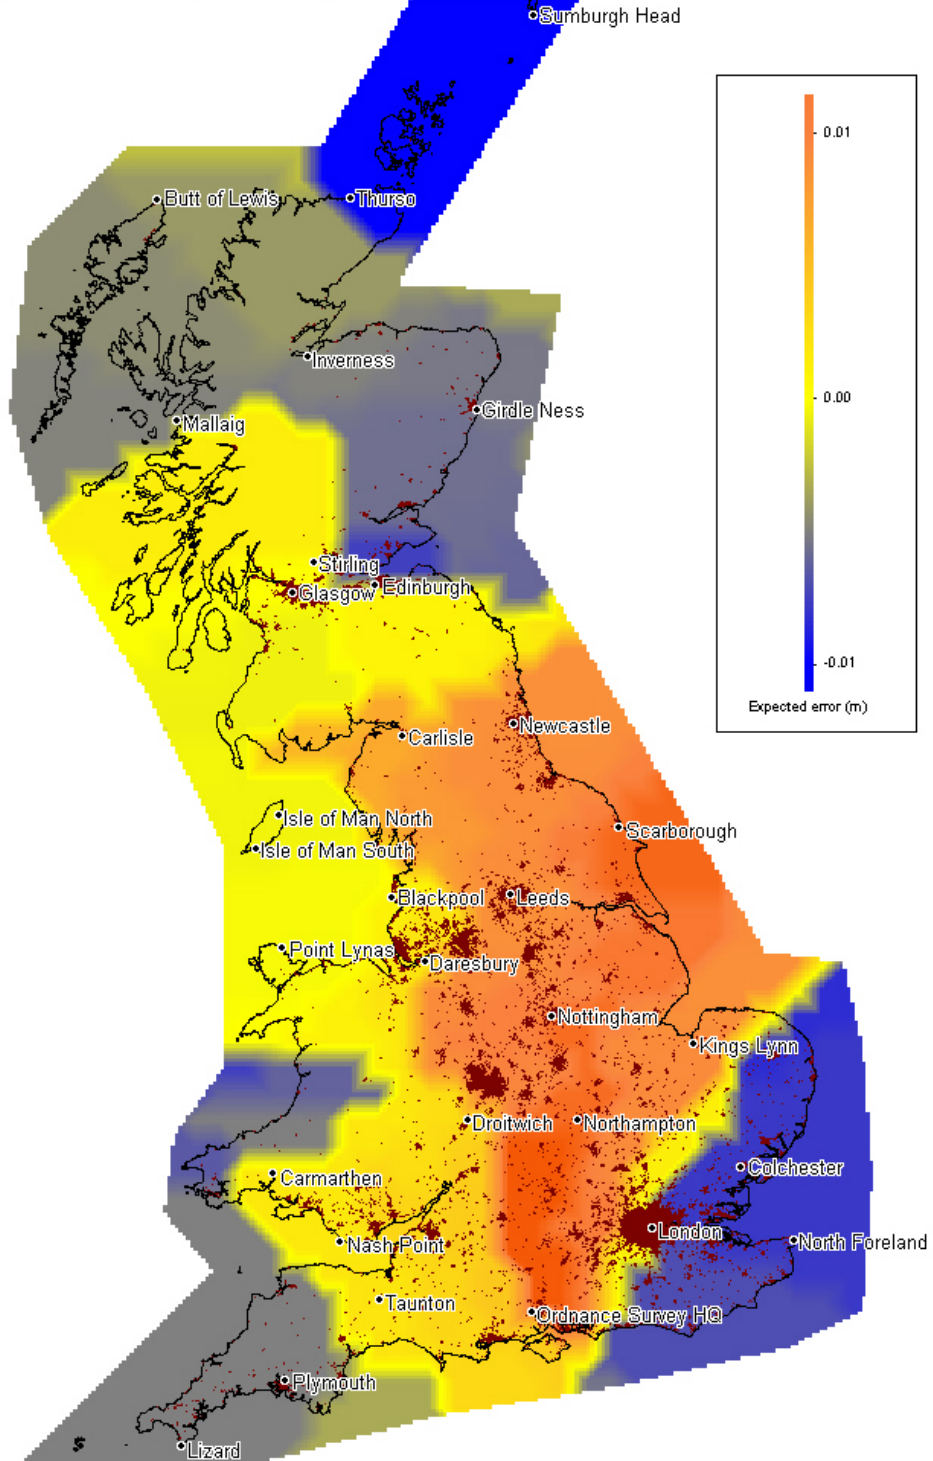 Sumburgh Head
0.01
Butt of Lewis
Thurso
Inverness
0.00
Girdle Ness
Mallaig
Stirling
Edinburgh
Glasgow
-0.01
Expected error (m)
Newcastle
Carlisle
Isle of Man North
Scarborough
Isle of Man South
Blackpool
Leeds
Point Lynas
Daresbury
Nottingham
Kings Lynn
Droitwich
Northampton
Colchester
Carmarthen
London
North Foreland
Nash Point
Taunton
Ordnance Survey HQ
Plymouth
Lizard